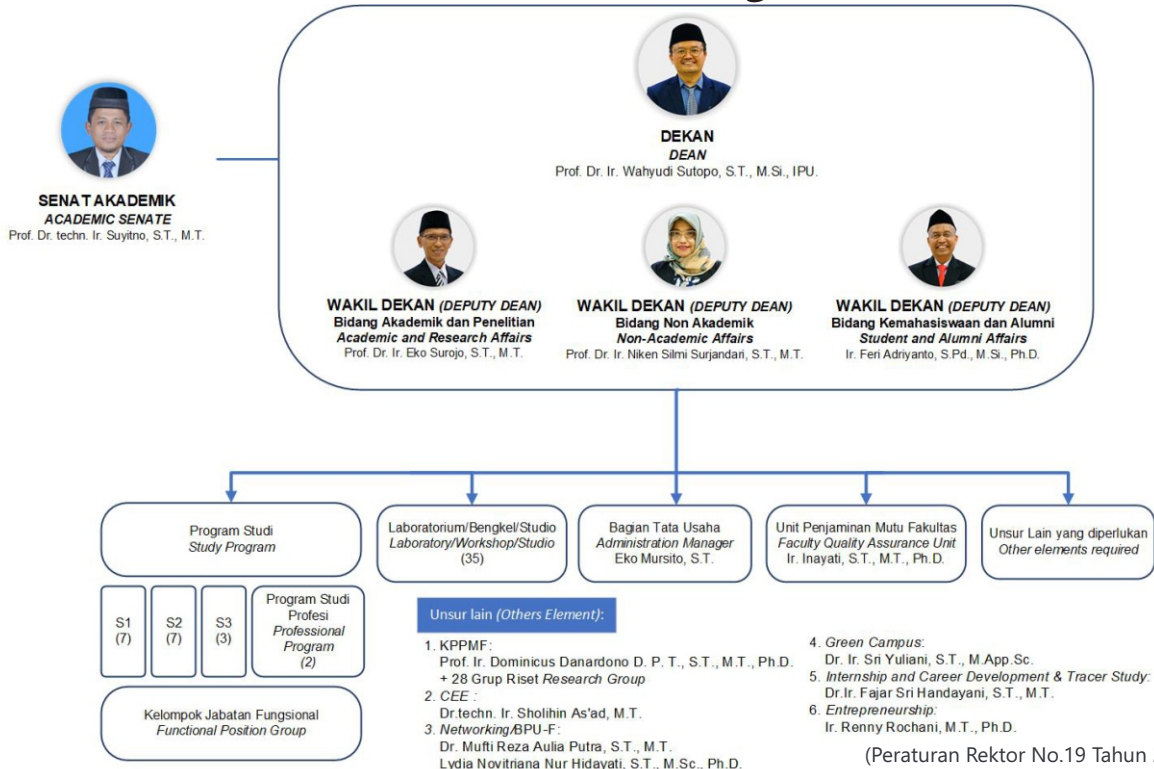 DEKAN
DEAN
Prof. Dr. Ir. Wahyudi Sutopo, S.T., M.Si., IPU.
SENAT AKADEMIK
ACADEMIC SENATE
Prof. Dr. techn. Ir. Suyitno, S.T., M.T.
WAKIL DEKAN (DEPUTY DEAN)
Bidang Akademik dan Penelitian
Academic and Research Affairs
Prof. Dr. Ir. Eko Surojo, S.T., M.T.
WAKIL DEKAN (DEPUTY DEAN)
Bidang Non Akademik
Non-Academic Affairs
Prof. Dr. Ir. Niken Silmi Surjandari, S.T., M.T.
WAKIL DEKAN (DEPUTY DEAN)
Bidang Kemahasiswaan dan Alumni
Student and Alumni Affairs
Ir. Feri Adriyanto, S.Pd., M.Si., Ph.D.
Program Studi
Study Program
Laboratorium/Bengkel/Studio
Laboratory/Workshop/Studio
(35)
Bagian Tata Usaha
Administration Manager
Eko Mursito, S.T.
Unit Penjaminan Mutu Fakultas
Faculty Quality Assurance Unit
Ir. Inayati, S.T., M.T., Ph.D.
Unsur Lain yang diperlukan
Other elements required
S1
(7)
S2
(7)
S3
(3)
Program Studi
Profesi
Professional
Program
(2)
Kelompok Jabatan Fungsional
Functional Position Group
Unsur lain (Others Element):
1. KPPMF:
Prof. Ir. Dominicus Danardono D. P. T., S.T., M.T., Ph.D.
+ 28 Grup Riset Research Group
2. CEE :
Dr.techn. Ir. Sholihin As'ad, M.T.
3. Networking/BPU-F:
Dr. Mufti Reza Aulia Putra, S.T., M.T.
Lydia Novitriana Nur Hidayati, S.T., M.Sc., Ph.D.
4. Green Campus:
Dr. Ir. Sri Yuliani, S.T., M.App.Sc.
5. Internship and Career Development & Tracer Study:
Dr.Ir. Fajar Sri Handayani, S.T., M.T.
6. Entrepreneurship:
Ir. Renny Rochani, M.T., Ph.D.
(Peraturan Rektor No.19 Tahun